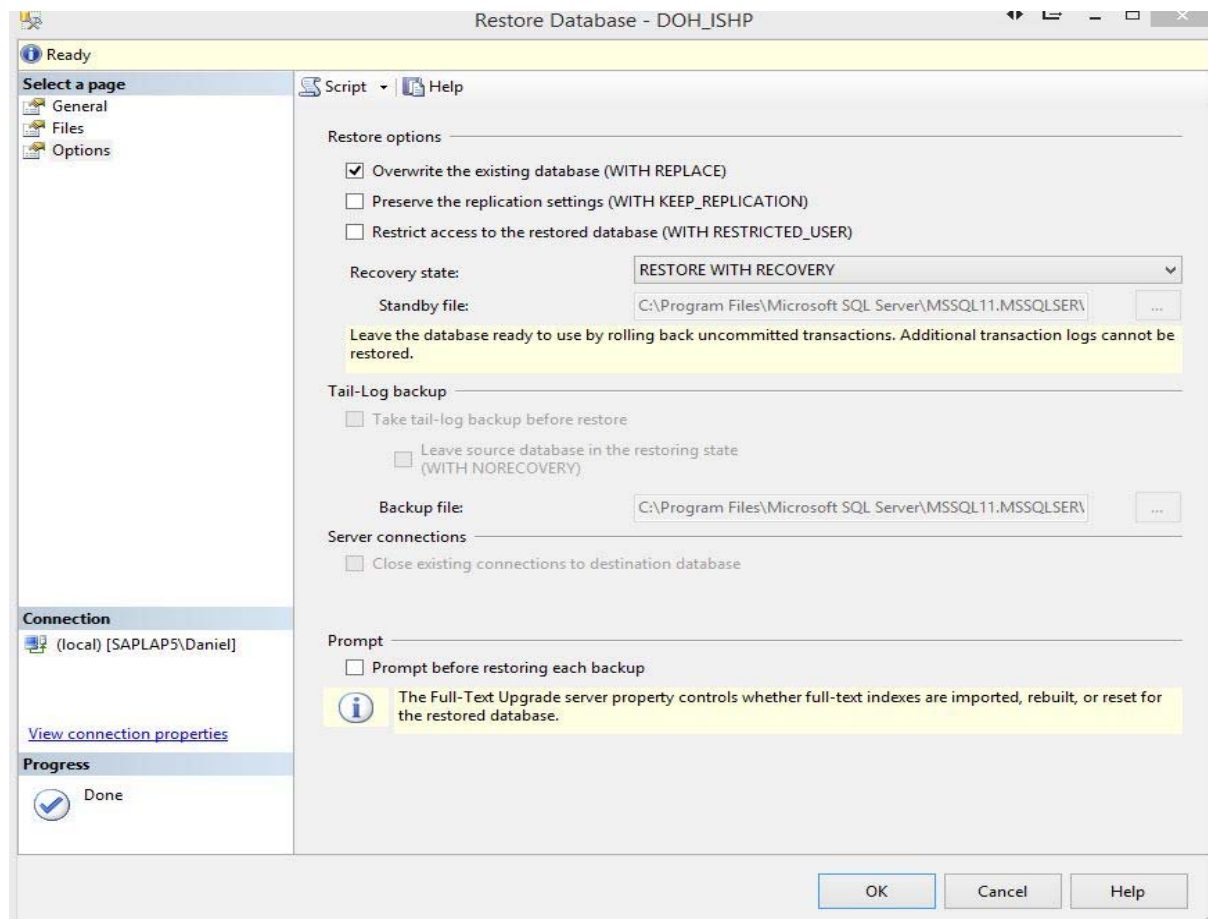 Restore Database - DOH_ISHP
Ready
Select a page
General
Files
Options
Script
Help
Restore options
Overwrite the existing database (WITH REPLACE)
Preserve the replication settings (WITH KEEP_REPLICATION)
Restrict access to the restored database (WITH RESTRICTED_USER)
Recovery state:
RESTORE WITH RECOVERY
Standby file:
C:\Program Files\Microsoft SQL Server\MSSQL11.MSSQLSER\
...
Leave the database ready to use by rolling back uncommitted transactions. Additional transaction logs cannot be
restored.
Tail-Log backup
Take tail-log backup before restore
Leave source database in the restoring state
(WITH NORECOVERY)
Backup file:
C:\Program Files\Microsoft SQL Server\MSSQL11.MSSQLSER\
...
Server connections
Close existing connections to destination database
Connection
(local) [SAPLAP5\Daniel]
View connection properties
Progress
Done
Prompt
Prompt before restoring each backup
The Full-Text Upgrade server property controls whether full-text indexes are imported, rebuilt, or reset for
the restored database.
OK
Cancel
Help